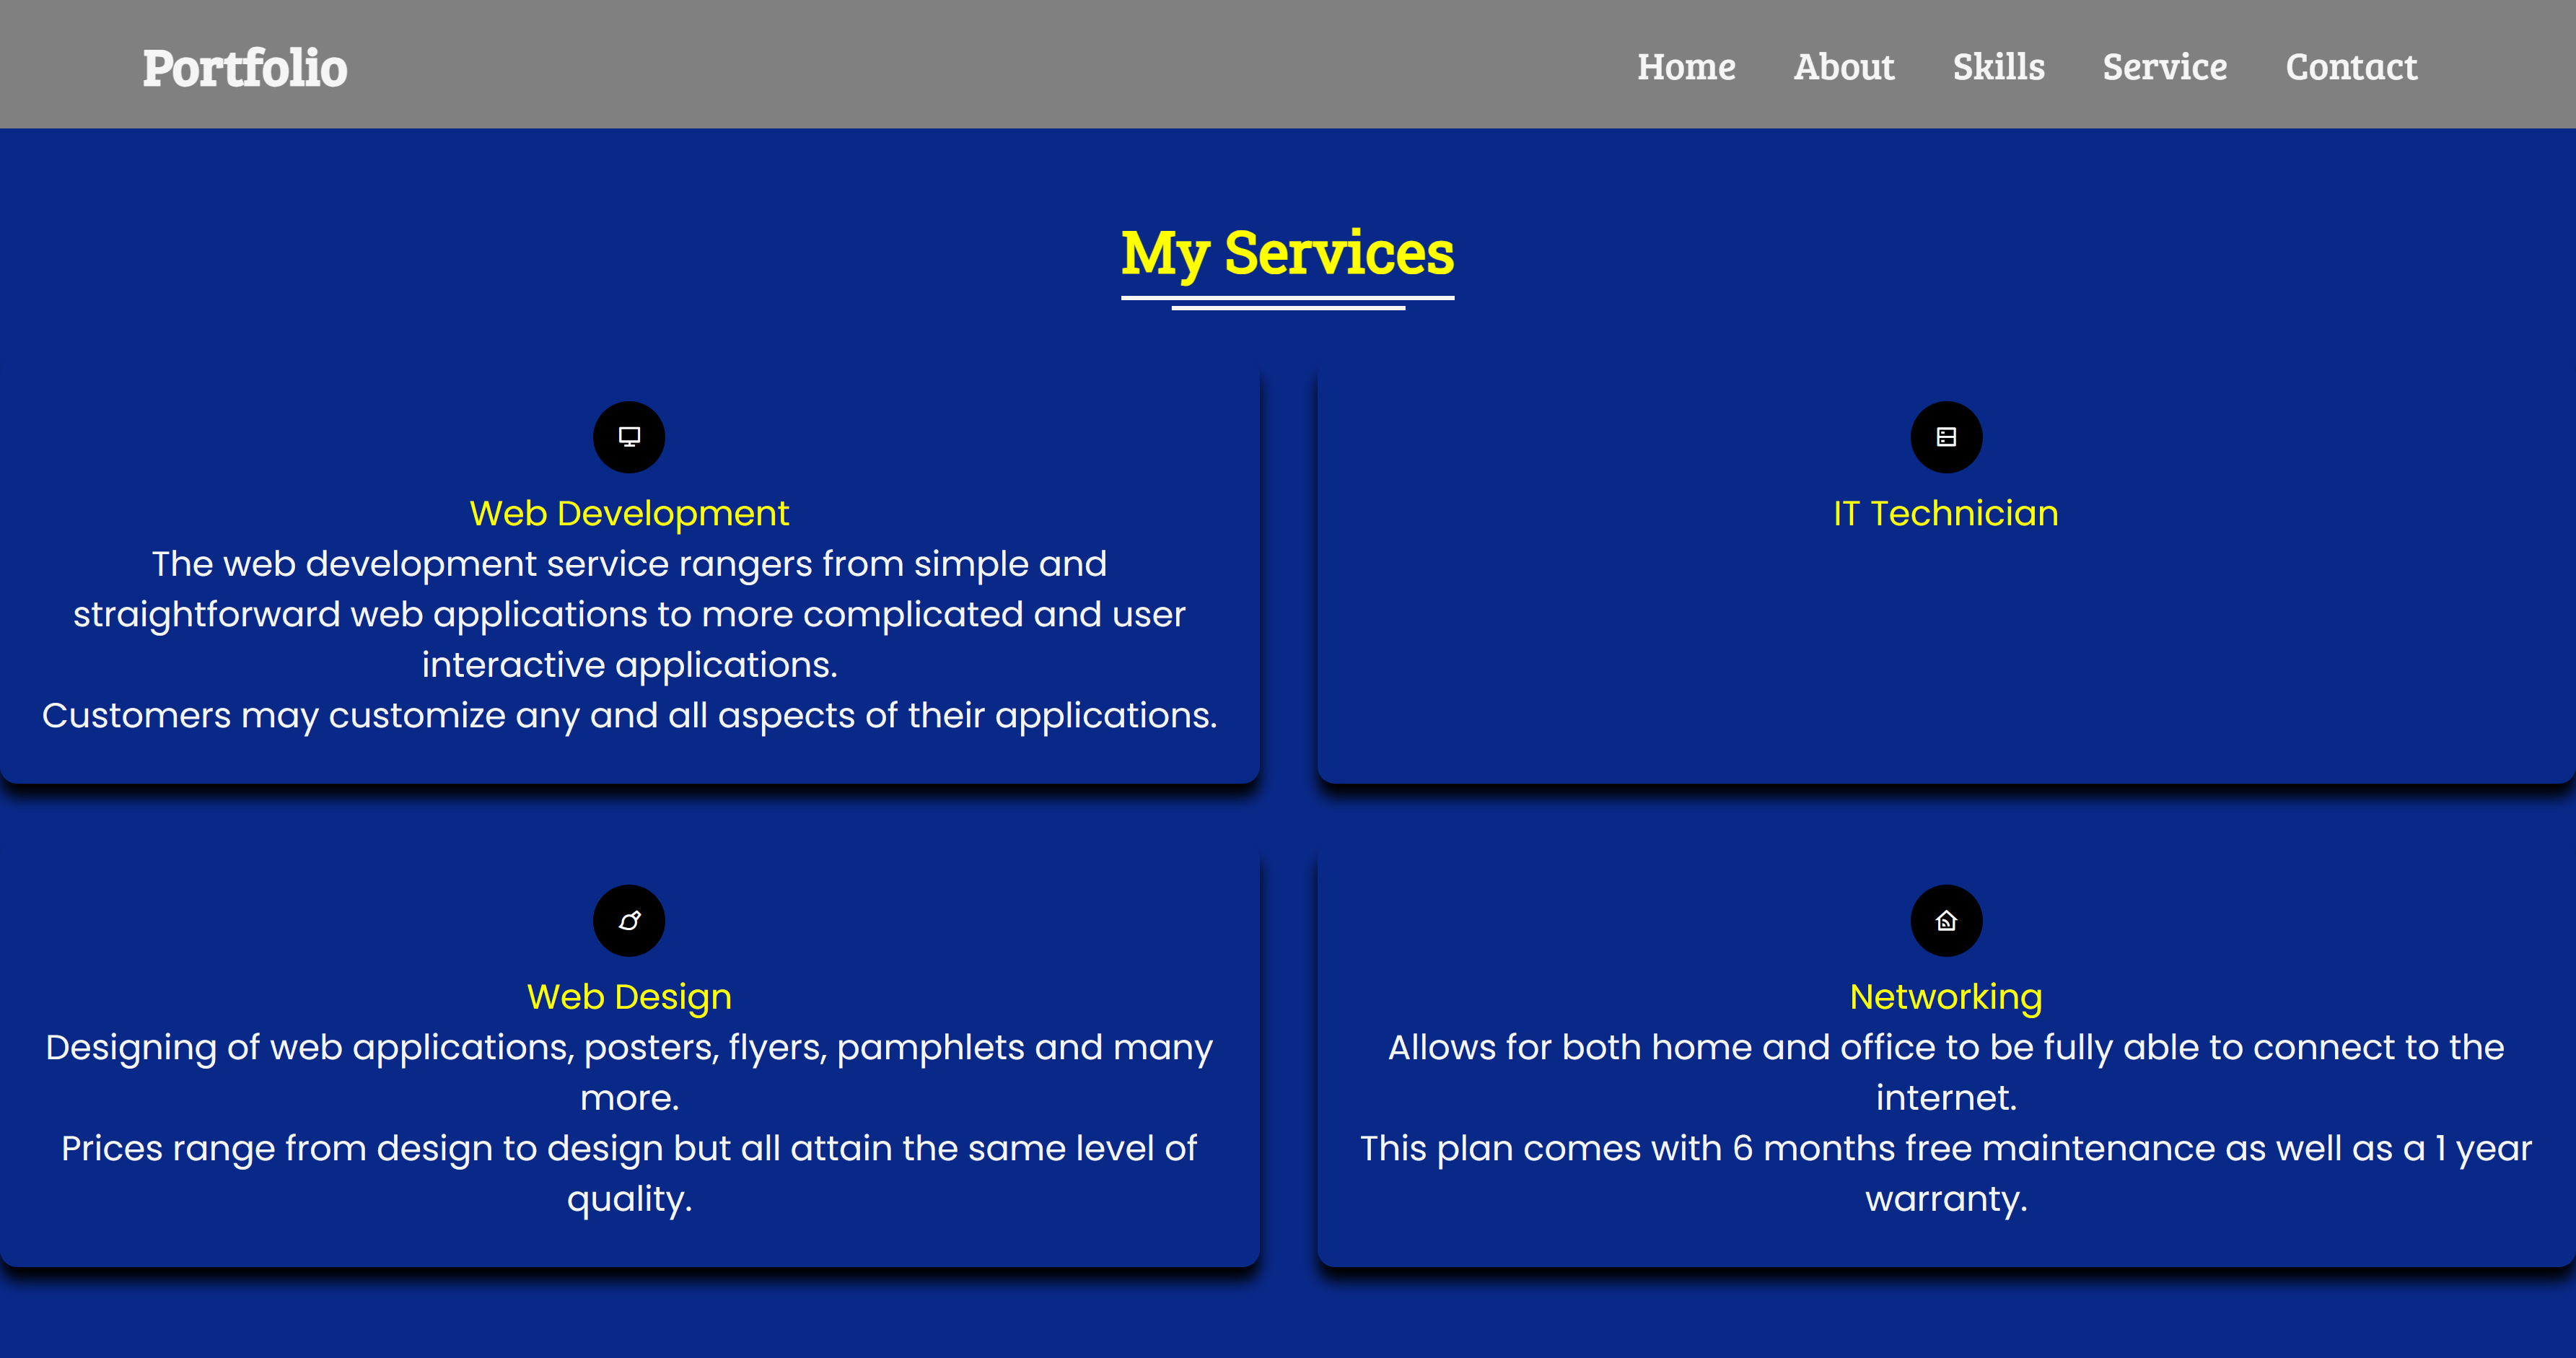 Portfolio
Home About Skills Service Contact
My Services
Web Development
The web development service rangers from simple and
straightforward web applications to more complicated and user
interactive applications.
Customers may customize any and all aspects of their applications.
IT Technician
Web Design
Designing of web applications, posters, flyers, pamphlets and many
more.
Prices range from design to design but all attain the same level of
quality.
Networking
Allows for both home and office to be fully able to connect to the
internet.
This plan comes with 6 months free maintenance as well as a 1 year
warranty.